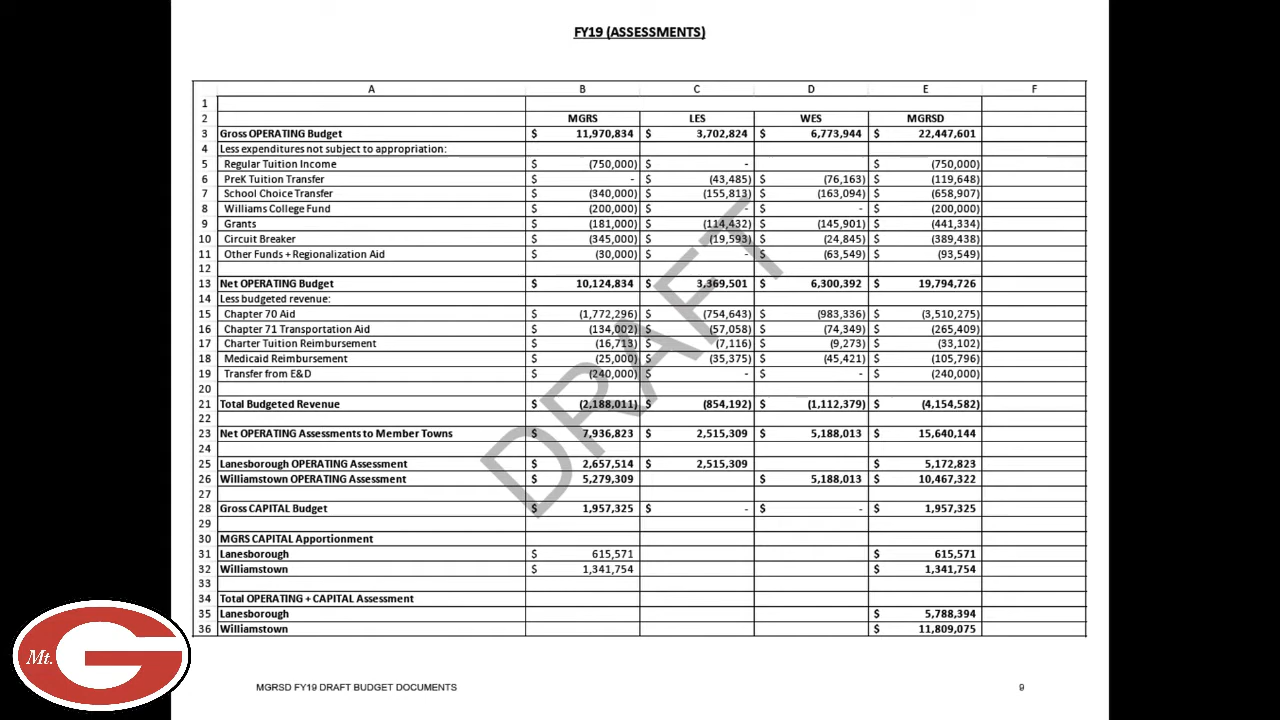 FY19 (ASSESSMENTS)
A B C D E F
1
2 MGRS LES WES MGRSD
3 Gross OPERATING Budget $ 11,970,834 $ 3,702,824 $ 6,773,944 $ 22,447,601
4 Less expenditures not subject to appropriation:
5 Regular Tuition Income $ (750,000) $ - $ (750,000)
6 PreK Tuition Transfer $ - $ (43,485) $ (76,163) $ (119,648)
7 School Choice Transfer $ (340,000) $ (155,813) $ (163,094) $ (658,907)
8 Williams College Fund $ (200,000) $ - $ - $ (200,000)
9 Grants $ (181,000) $ (114,432) $ (145,901) $ (441,334)
10 Circuit Breaker $ (345,000) $ (19,593) $ (24,845) $ (389,438)
11 Other Funds + Regionalization Aid $ (30,000) $ - $ (63,549) $ (93,549)
12
13 Net OPERATING Budget $ 10,124,834 $ 3,369,501 $ 6,300,392 $ 19,794,726
14 Less budgeted revenue:
15 Chapter 70 Aid $ (1,772,296) $ (754,643) $ (983,336) $ (3,510,275)
16 Chapter 71 Transportation Aid $ (134,002) $ (57,058) $ (74,349) $ (265,409)
17 Charter Tuition Reimbursement $ (16,713) $ (7,116) $ (9,273) $ (33,102)
18 Medicaid Reimbursement $ (25,000) $ (35,375) $ (45,421) $ (105,796)
19 Transfer from E&D $ (240,000) $ - $ - $ (240,000)
20
21 Total Budgeted Revenue $ (2,188,011) $ (854,192) $ (1,112,379) $ (4,154,582)
22
23 Net OPERATING Assessments to Member Towns $ 7,936,823 $ 2,515,309 $ 5,188,013 $ 15,640,144
24
25 Lanesborough OPERATING Assessment $ 2,657,514 $ 2,515,309 $ 5,172,823
26 Williamstown OPERATING Assessment $ 5,279,309 $ 5,188,013 $ 10,467,322
27
28 Gross CAPITAL Budget $ 1,957,325 $ - $ - $ 1,957,325
29
30 MGRS CAPITAL Apportionment
31 Lanesborough $ 615,571 $ 615,571
32 Williamstown $ 1,341,754 $ 1,341,754
33
34 Total OPERATING + CAPITAL Assessment
35 Lanesborough $ 5,788,394
36 Williamstown $ 11,809,075
DRAFT
Mt. G
MGRSD FY19 DRAFT BUDGET DOCUMENTS 9